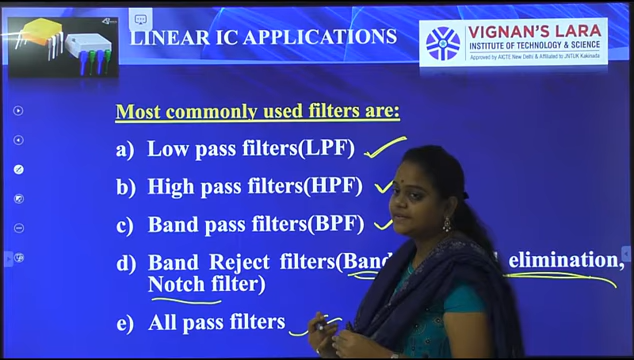 LINEAR IC APPLICATIONS
VIGNAN'S LARA
INSTITUTE OF TECHNOLOGY & SCIENCE
Approved by AICTE New Delhi & Affiliated to JNTUK Kakinada
Most commonly used filters are:
a) Low pass filters(LPF)
b) High pass filters(HPF)
c) Band pass filters(BPF)
d) Band Reject filters(Band elimination,
Notch filter)
e) All pass filters